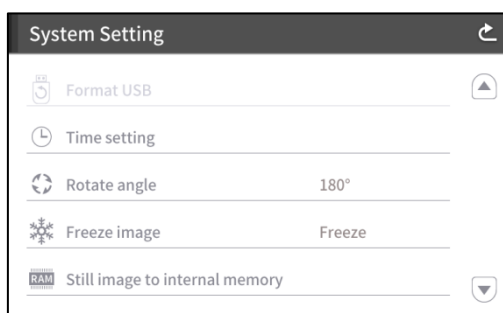 System Setting
Format USB
Time setting
Rotate angle 180°
Freeze image Freeze
RAM Still image to internal memory